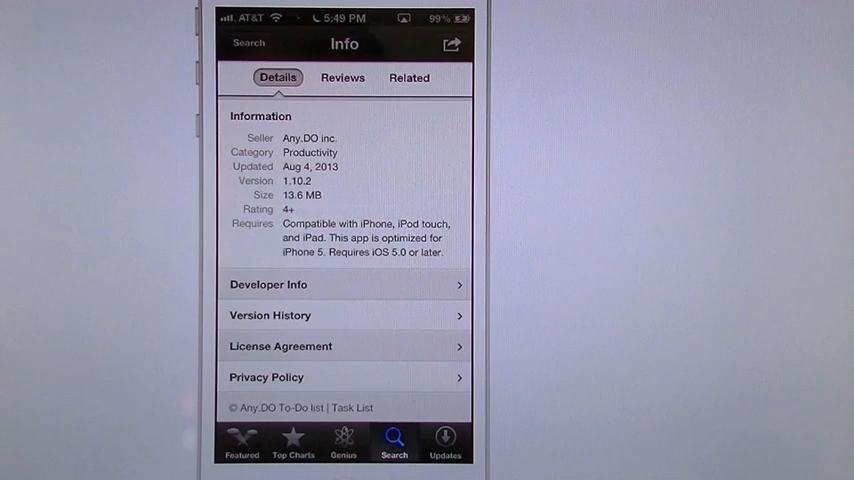 AT&T 5:49 PM 99%
Search Info
Details Reviews Related
Information
Seller Any.DO inc.
Category Productivity
Updated Aug 4, 2013
Version 1.10.2
Size 13.6 MB
Rating 4+
Requires Compatible with iPhone, iPod touch,
and iPad. This app is optimized for
iPhone 5. Requires iOS 5.0 or later.
Developer Info
Version History
License Agreement
Privacy Policy
© Any.DO To-Do list | Task List
Featured Top Charts Genius Search Updates